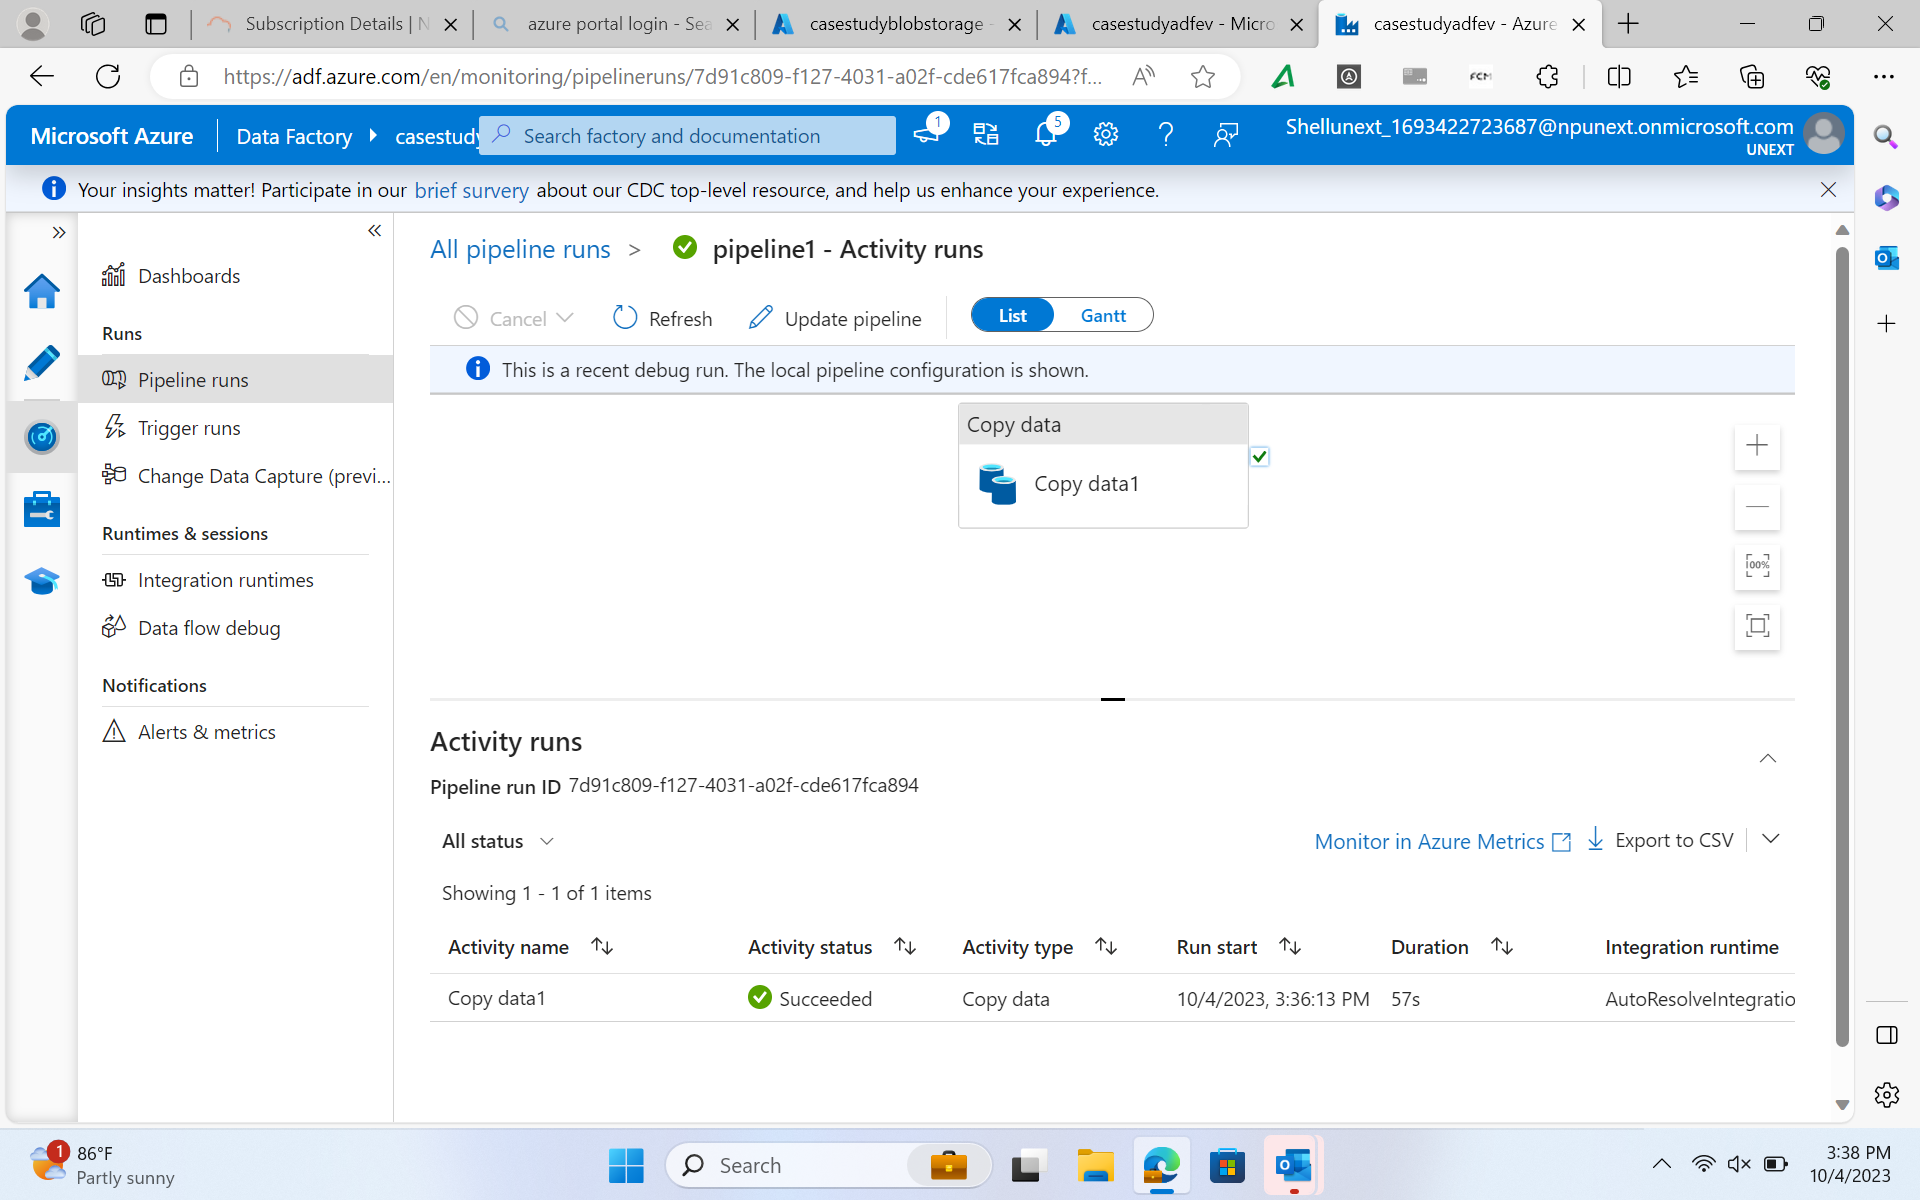 Subscription Details | N
azure portal login - Sea
casestudyblobstorage -
casestudyadfev - Micro
casestudyadfev - Azure
https://adf.azure.com/en/monitoring/pipelineruns/7d91c809-f127-4031-a02f-cde617fca894?f...
FCM
Microsoft Azure
Data Factory
casestudy
Search factory and documentation
1
5
Shellunext_1693422723687@npunext.onmicrosoft.com
UNEXT
Your insights matter! Participate in our brief survery about our CDC top-level resource, and help us enhance your experience.
Dashboards
Runs
Pipeline runs
Trigger runs
Change Data Capture (previ...
Runtimes & sessions
Integration runtimes
Data flow debug
Notifications
Alerts & metrics
All pipeline runs > pipeline1 - Activity runs
Cancel
Refresh
Update pipeline
List
Gantt
This is a recent debug run. The local pipeline configuration is shown.
Copy data
Copy data1
100%
Activity runs
Pipeline run ID 7d91c809-f127-4031-a02f-cde617fca894
All status
Monitor in Azure Metrics
Export to CSV
Showing 1 - 1 of 1 items
Activity name Activity status Activity type Run start Duration Integration runtime
Copy data1 Succeeded Copy data 10/4/2023, 3:36:13 PM 57s AutoResolveIntegratio
1
86°F
Partly sunny
Search
3:38 PM
10/4/2023